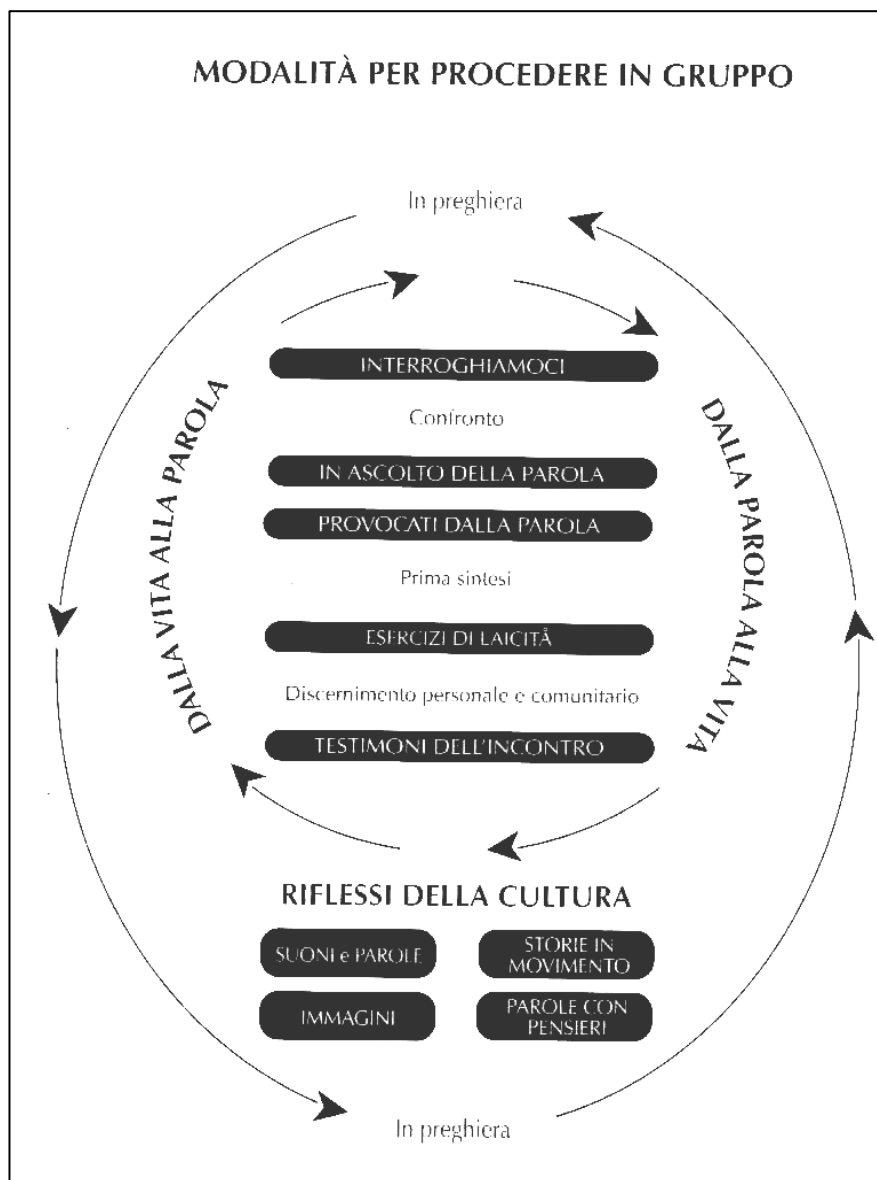 MODALITÀ PER PROCEDERE IN GRUPPO
In preghiera
INTERROGHIAMOCI
Confronto
IN ASCOLTO DELLA PAROLA
PROVOCATI DALLA PAROLA
Prima sintesi
ESERCIZI DI LAICITÀ
Discernimento personale e comunitario
TESTIMONI DELL'INCONTRO
DALLA VITA ALLA PAROLA
DALLA PAROLA ALLA VITA
RIFLESSI DELLA CULTURA
SUONI e PAROLE
STORIE IN
MOVIMENTO
IMMAGINI
PAROLE CON
PENSIERI
In preghiera